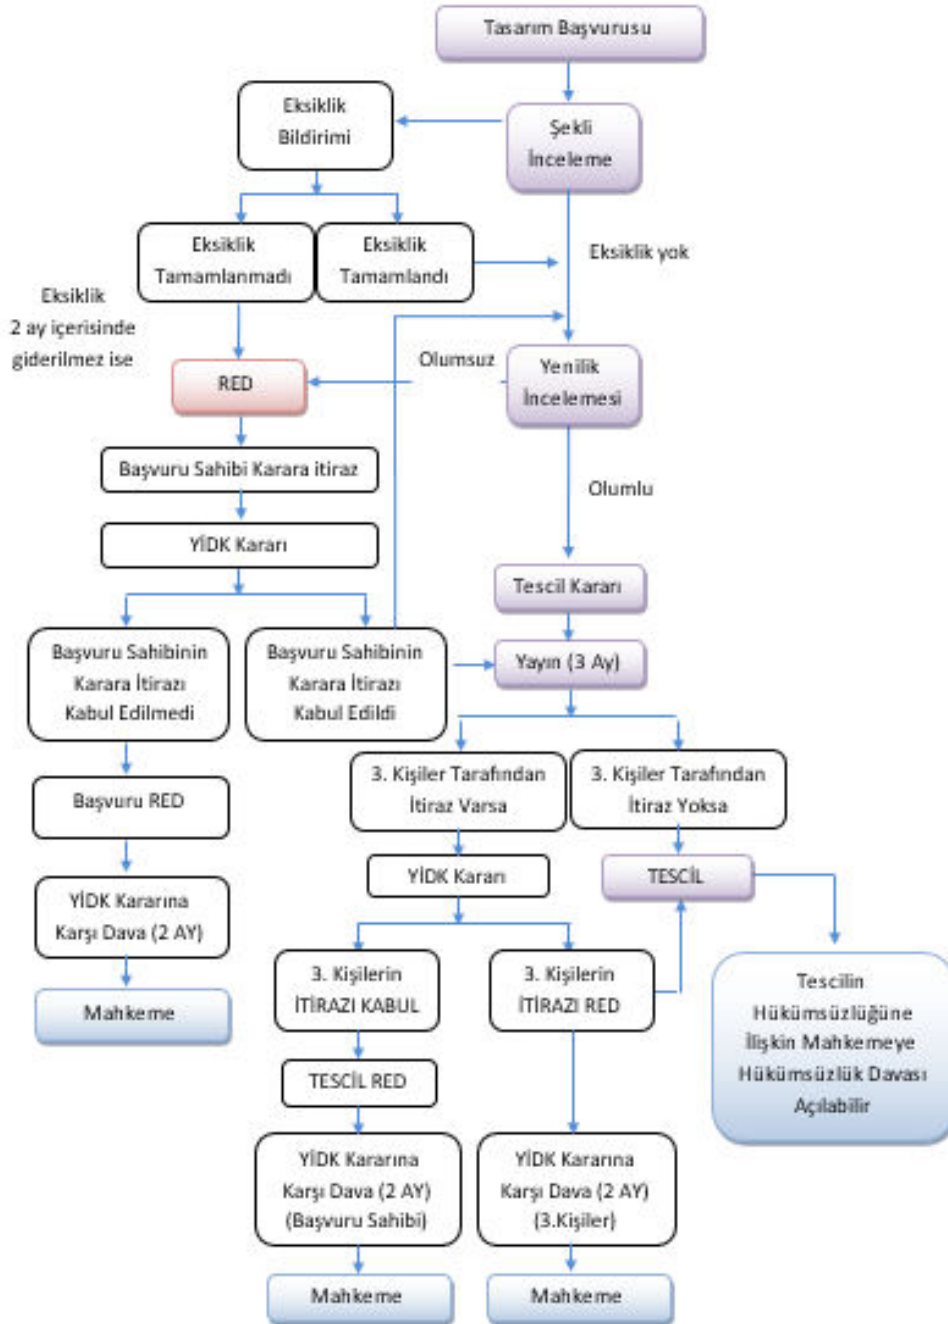 Tasarım Başvurusu
Eksiklik
Bildirimi
Şekli
İnceleme
Eksiklik
Tamamlanmadı
Eksiklik
Tamamlandı
Eksiklik yok
Eksiklik
2 ay içerisinde
giderilmez ise
RED
Olumsuz
Yenilik
İncelemesi
Başvuru Sahibi Karara itiraz
Olumlu
YİDK Kararı
Tescil Kararı
Başvuru Sahibinin
Karara İtirazı
Kabul Edilmedi
Başvuru Sahibinin
Karara İtirazı
Kabul Edildi
Yayın (3 Ay)
3. Kişiler Tarafından
İtiraz Varsa
3. Kişiler Tarafından
İtiraz Yoksa
Başvuru RED
YİDK Kararı
TESCİL
YİDK Kararına
Karşı Dava (2 AY)
Mahkeme
3. Kişilerin
İTİRAZI KABUL
3. Kişilerin
İTİRAZI RED
Tescilin
Hükümsüzlüğüne
İlişkin Mahkemeye
Hükümsüzlük Davası
Açılabilir
TESCİL RED
YİDK Kararına
Karşı Dava (2 AY)
(Başvuru Sahibi)
YİDK Kararına
Karşı Dava (2 AY)
(3.Kişiler)
Mahkeme
Mahkeme